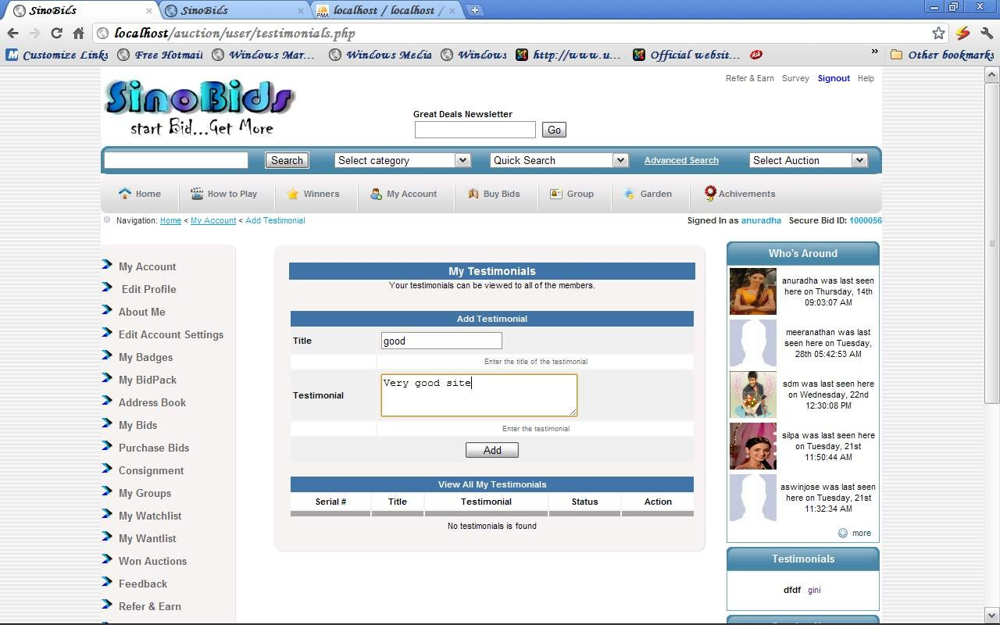 SinoBids
SinoBids
localhost / localhost /
PMA
localhost/auction/user/testimonials.php
Customize Links
Free Hotmail
Windows Mar...
Windows Media
Windows
http://www.u...
Official websit...
Ask
»
Other bookmarks
SinoBids
start Bid...Get More
Refer & Earn Survey Signout Help
Great Deals Newsletter
Go
Search Select category Quick Search Advanced Search Select Auction
Home How to Play Winners My Account Buy Bids Group Garden Achivements
Navigation: Home < My Account < Add Testimonial
Signed In as anuradha Secure Bid ID: 1000056
My Account
Edit Profile
About Me
Edit Account Settings
My Badges
My BidPack
Address Book
My Bids
Purchase Bids
Consignment
My Groups
My Watchlist
My Wantlist
Won Auctions
Feedback
Refer & Earn
My Testimonials
Your testimonials can be viewed to all of the members.
Add Testimonial
Title good
Enter the title of the testimonial
Testimonial Very good site
Enter the testimonial
Add
View All My Testimonials
Serial # Title Testimonial Status Action
No testimonials is found
Who's Around
anuradha was last seen
here on Thursday, 14th
09:03:07 AM
meeranathan was last
seen here on Tuesday,
28th 05:42:53 AM
sdm was last seen here
on Wednesday, 22nd
12:30:08 PM
silpa was last seen here
on Tuesday, 21st
11:50:44 AM
aswinjose was last seen
here on Tuesday, 21st
11:32:34 AM
more
Testimonials
dfdf gini